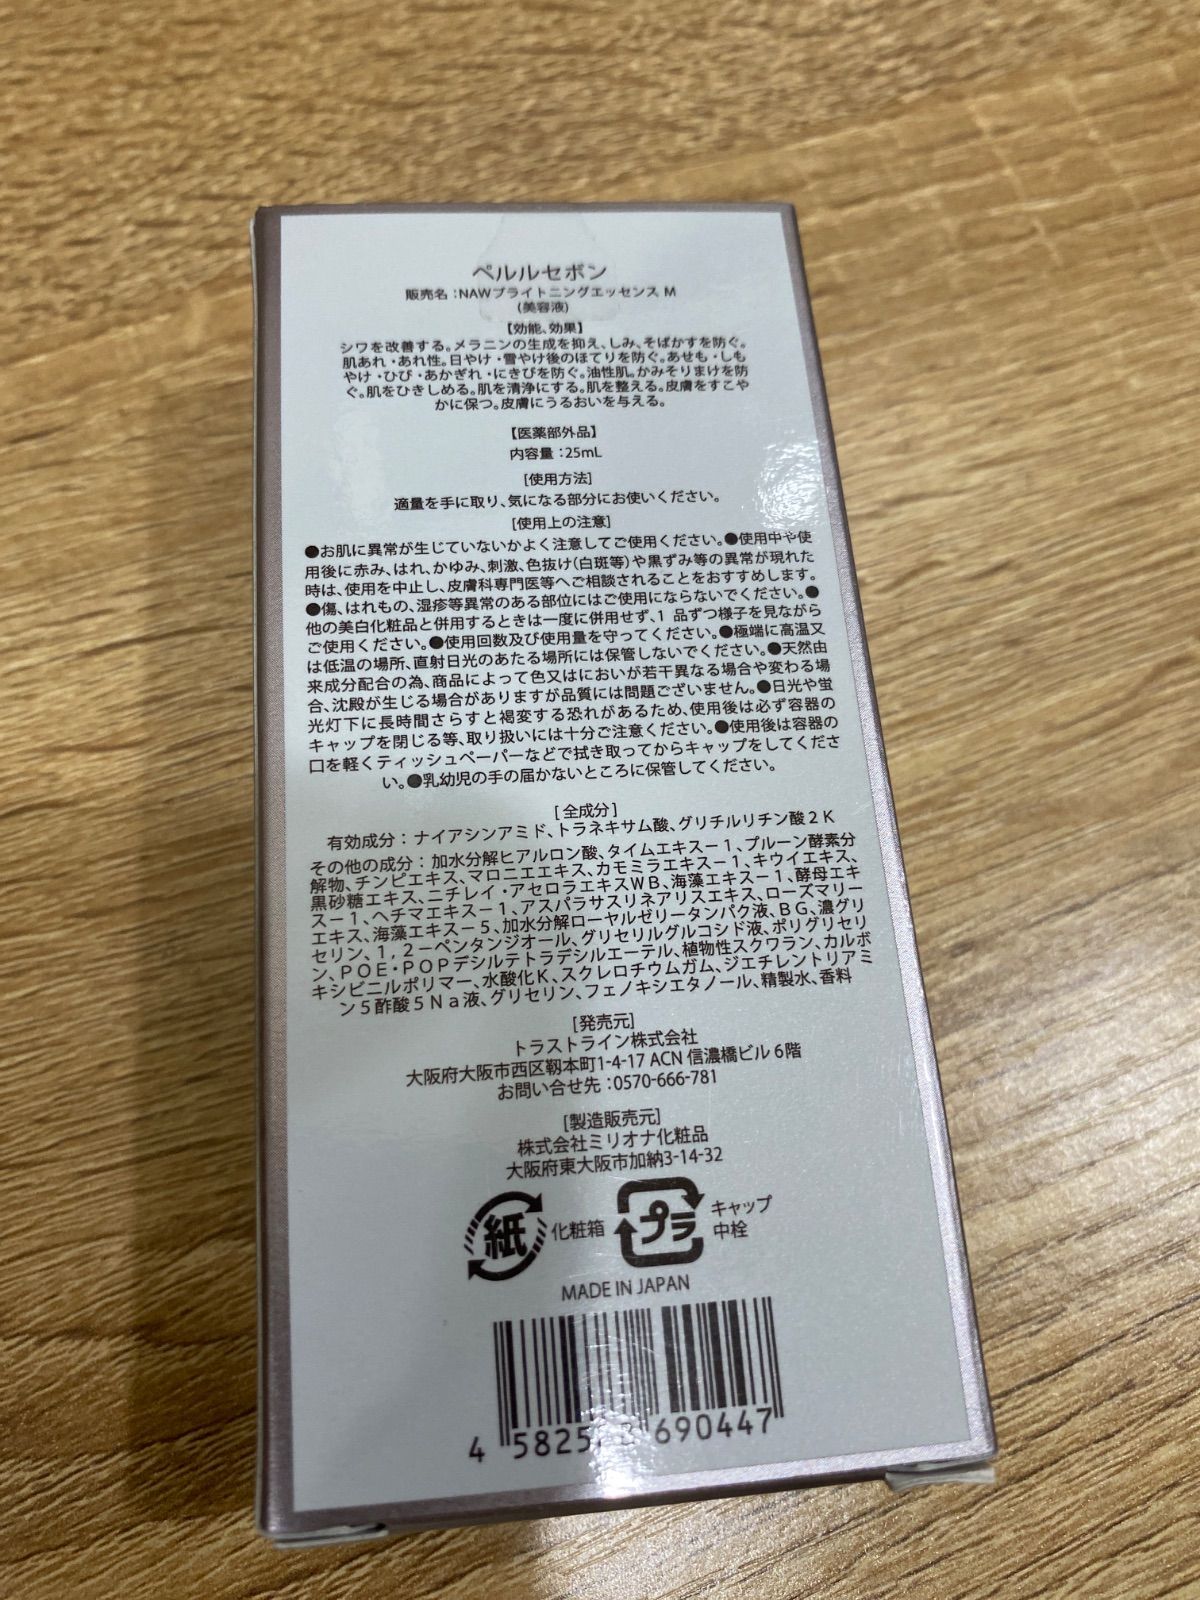 ペルルセボン
販売名：NAWブライトニングエッセンス M
(美容液)
【効能、効果】
シワを改善する。メラニンの生成を抑え、しみ、そばかすを防ぐ。
肌あれ・あれ性。日やけ・雪やけ後のほてりを防ぐ。あせも・しも
やけ・ひび・あかぎれ・にきびを防ぐ。油性肌。かみそりまけを防
ぐ。肌をひきしめる。肌を清浄にする。肌を整える。皮膚をすこや
かに保つ。皮膚にうるおいを与える。
【医薬部外品】
内容量：25mL
[使用方法]
適量を手に取り、気になる部分にお使いください。
[使用上の注意]
●お肌に異常が生じていないかよく注意してご使用ください。●使用中や使
用後に赤み、はれ、かゆみ、刺激、色抜け(白斑等)や黒ずみ等の異常が現れた
時は、使用を中止し、皮膚科専門医等へご相談されることをおすすめします。
●傷、はれもの、湿疹等異常のある部位にはご使用にならないでください。●
他の美白化粧品と併用するときは一度に併用せず、1 品ずつ様子を見ながら
ご使用ください。●使用回数及び使用量を守ってください。●極端に高温又
は低温の場所、直射日光のあたる場所には保管しないでください。●天然由
来成分配合の為、商品によって色又はにおいが若干異なる場合や変わる場
合、沈殿が生じる場合がありますが品質には問題ございません。●日光や蛍
光灯下に長時間さらすと褐変する恐れがあるため、使用後は必ず容器の
キャップを閉じる等、取り扱いには十分ご注意ください。●使用後は容器の
口を軽くティッシュペーパーなどで拭き取ってからキャップをしてくださ
い。●乳幼児の手の届かないところに保管してください。
[全成分]
有効成分：ナイアシンアミド、トラネキサム酸、グリチルリチン酸２Ｋ
その他の成分：加水分解ヒアルロン酸、タイムエキス－１、プルーン酵素分
解物、チンピエキス、マロニエエキス、カモミラエキス－１、キウイエキス、
黒砂糖エキス、ニチレイ・アセロラエキスＷＢ、海藻エキス－１、酵母エキ
ス－１、ヘチマエキス－１、アスパラサスリネアリスエキス、ローズマリー
エキス、海藻エキス－５、加水分解ローヤルゼリータンパク液、ＢＧ、濃グリ
セリン、１，２－ペンタンジオール、グリセリルグルコシド液、ポリグリセリ
ン、ＰＯＥ・ＰＯＰデシルテトラデシルエーテル、植物性スクワラン、カルボ
キシビニルポリマー、水酸化Ｋ、スクレロチウムガム、ジエチレントリアミ
ン５酢酸５Ｎａ液、グリセリン、フェノキシエタノール、精製水、香料
[発売元]
トラストライン株式会社
大阪府大阪市西区靱本町1-4-17 ACN 信濃橋ビル 6階
お問い合せ先：0570-666-781
[製造販売元]
株式会社ミリオナ化粧品
大阪府東大阪市加納3-14-32
紙 化粧箱 プラ キャップ
中栓
MADE IN JAPAN
4 5825 8 690447